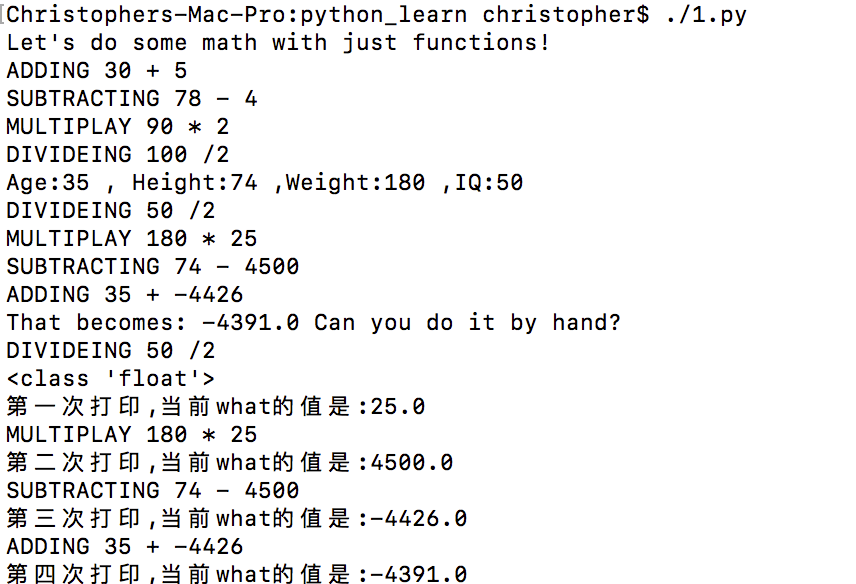 Christophers-Mac-Pro:python_learn christopher$ ./1.py
Let's do some math with just functions!
ADDING 30 + 5
SUBTRACTING 78 - 4
MULTIPLAY 90 * 2
DIVIDEING 100 /2
Age:35 , Height:74 ,Weight:180 ,IQ:50
DIVIDEING 50 /2
MULTIPLAY 180 * 25
SUBTRACTING 74 - 4500
ADDING 35 + -4426
That becomes: -4391.0 Can you do it by hand?
DIVIDEING 50 /2
<class 'float'>
第一次打印,当前what的值是:25.0
MULTIPLAY 180 * 25
第二次打印,当前what的值是:4500.0
SUBTRACTING 74 - 4500
第三次打印,当前what的值是:-4426.0
ADDING 35 + -4426
第四次打印,当前what的值是:-4391.0